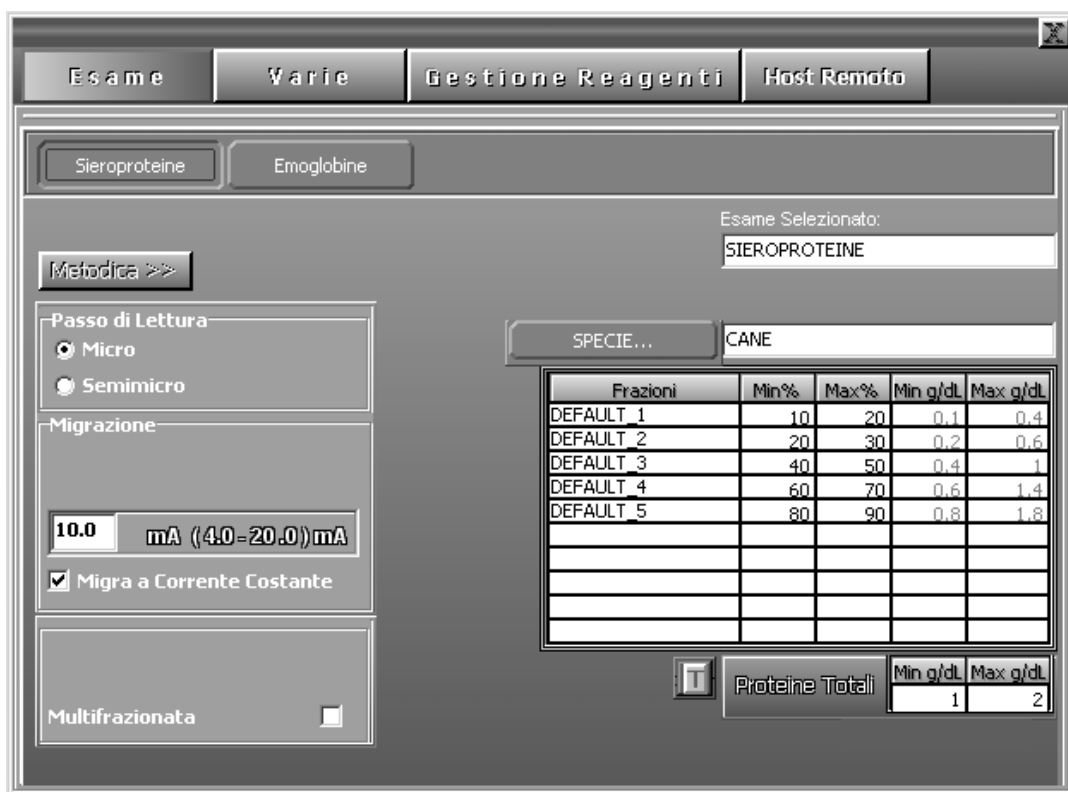 X
Esame Varie Gestione Reagenti Host Remoto
Sieroproteine Emoglobine
Esame Selezionato:
SIEROPROTEINE
Metodica >>
Passo di Lettura
Micro
Semimicro
SPECIE... CANE
Frazioni Min% Max% Min g/dL Max g/dL
DEFAULT_1 10 20 0.1 0.4
DEFAULT_2 20 30 0.2 0.6
DEFAULT_3 40 50 0.4 1
DEFAULT_4 60 70 0.6 1.4
DEFAULT_5 80 90 0.8 1.8
Migrazione
10.0 mA ((4.0-20.0))mA
Migra a Corrente Costante
Multifrazionata
T Proteine Totali Min g/dL Max g/dL
1 2